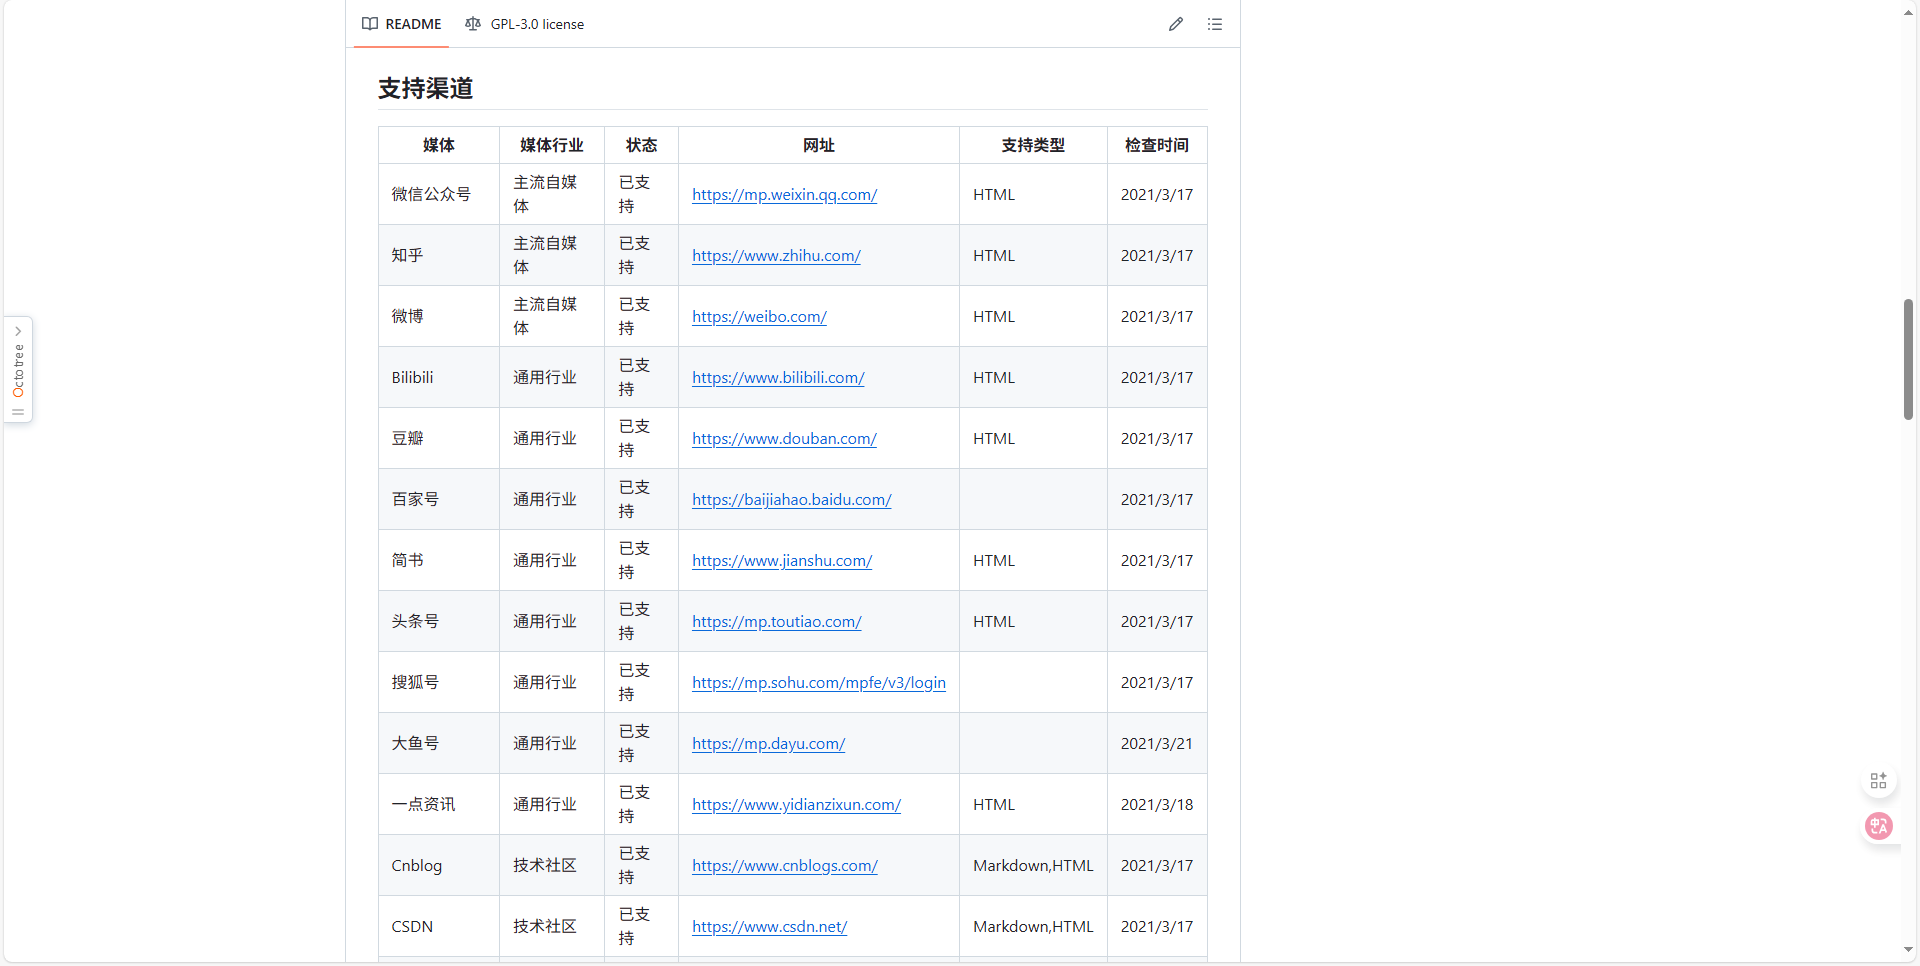 README
GPL-3.0 license
支持渠道
媒体 媒体行业 状态 网址 支持类型 检查时间
微信公众号 主流自媒体 已支持 https://mp.weixin.qq.com/ HTML 2021/3/17
知乎 主流自媒体 已支持 https://www.zhihu.com/ HTML 2021/3/17
微博 主流自媒体 已支持 https://weibo.com/ HTML 2021/3/17
Bilibili 通用行业 已支持 https://www.bilibili.com/ HTML 2021/3/17
豆瓣 通用行业 已支持 https://www.douban.com/ HTML 2021/3/17
百家号 通用行业 已支持 https://baijiahao.baidu.com/ 2021/3/17
简书 通用行业 已支持 https://www.jianshu.com/ HTML 2021/3/17
头条号 通用行业 已支持 https://mp.toutiao.com/ HTML 2021/3/17
搜狐号 通用行业 已支持 https://mp.sohu.com/mpfe/v3/login 2021/3/17
大鱼号 通用行业 已支持 https://mp.dayu.com/ 2021/3/21
一点资讯 通用行业 已支持 https://www.yidianzixun.com/ HTML 2021/3/18
Cnblog 技术社区 已支持 https://www.cnblogs.com/ Markdown,HTML 2021/3/17
CSDN 技术社区 已支持 https://www.csdn.net/ Markdown,HTML 2021/3/17
Octotree
中
A